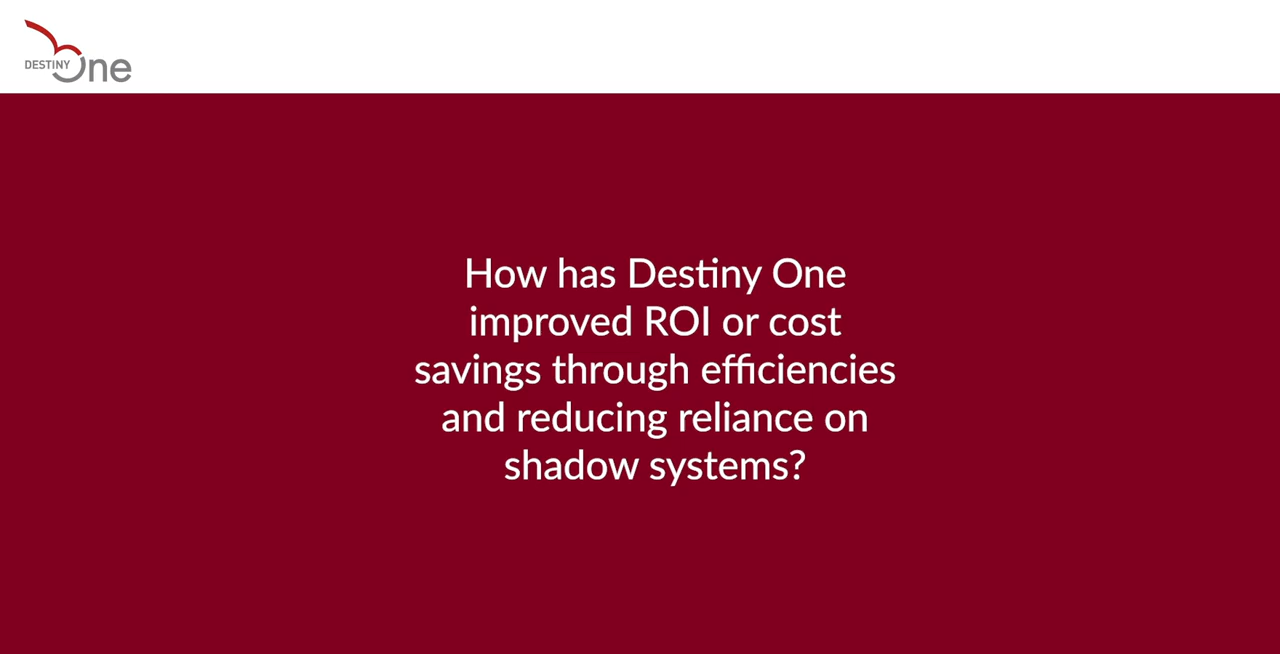 DESTINY One
How has Destiny One
improved ROI or cost
savings through efficiencies
and reducing reliance on
shadow systems?